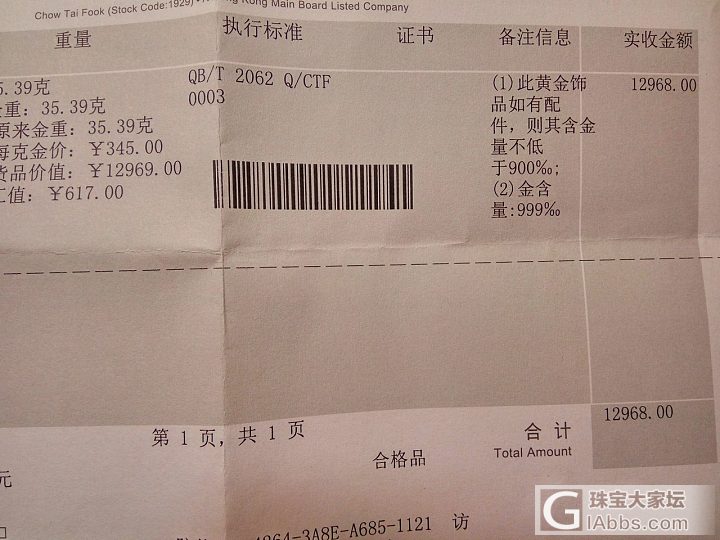 Chow Tai Fook (Stock Code:1929) Kong Main Board Listed Company
重量 执行标准 证书 备注信息 实收金额
5.39克
金重: 35.39克
原来金重: 35.39克
每克金价: ￥345.00
货品价值: ￥12969.00
工值: ￥617.00
QB/T 2062 Q/CTF
0003
(1)此黄金饰
品如有配
件, 则其含金
量不低
于900‰;
(2)金含
量:999‰
12968.00
12968.00
第 1 页, 共 1 页
合 计
Total Amount
合格品
元
4264-3A8E-A685-1121 访
珠宝大家坛
GIAbbs.com